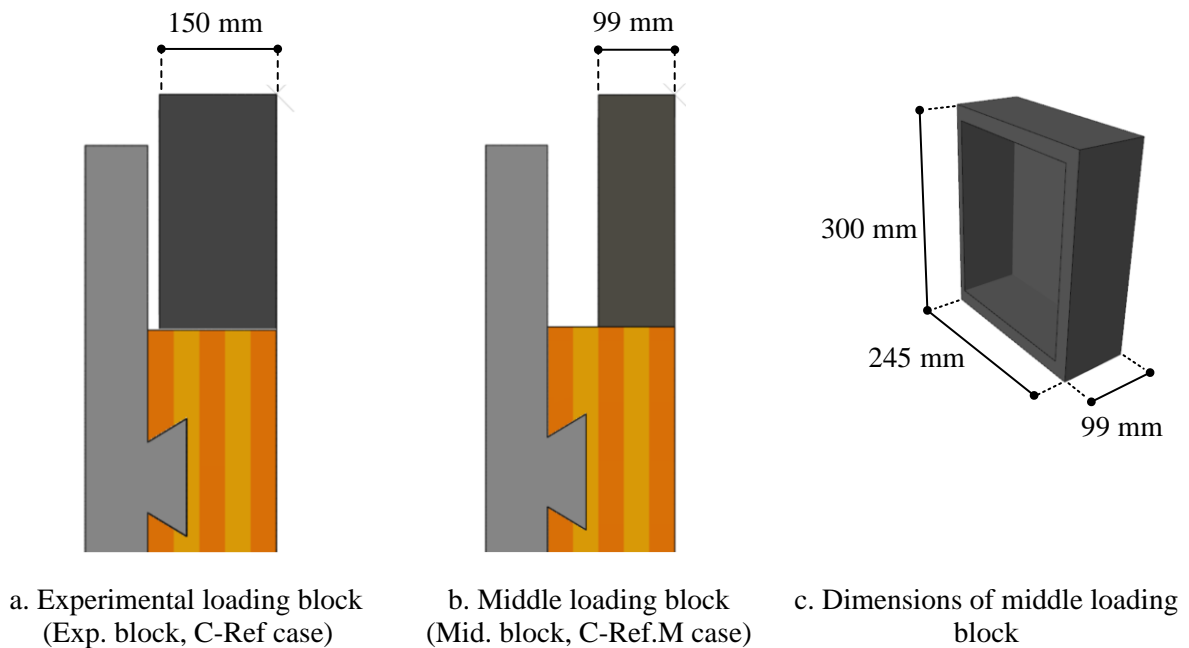 150 mm
99 mm
300 mm
245 mm
99 mm
a. Experimental loading block
(Exp. block, C-Ref case)
b. Middle loading block
(Mid. block, C-Ref.M case)
c. Dimensions of middle loading
block